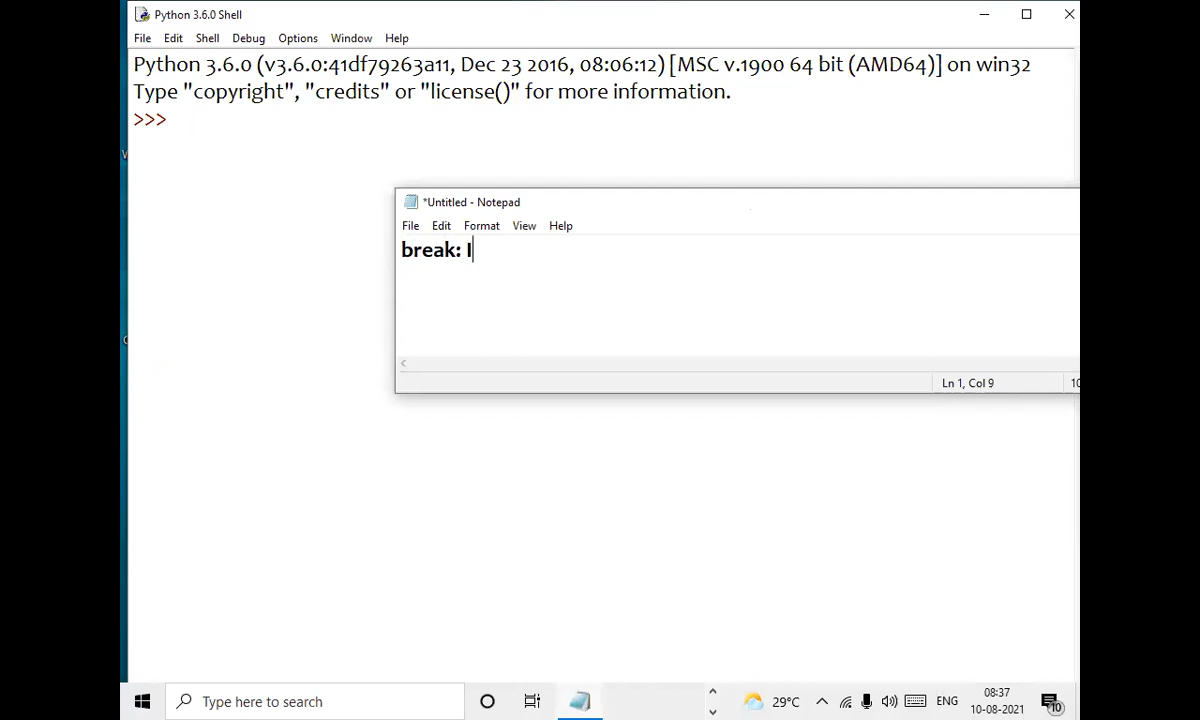 Python 3.6.0 Shell
File Edit Shell Debug Options Window Help
Python 3.6.0 (v3.6.0:41df79263a11, Dec 23 2016, 08:06:12) [MSC v.1900 64 bit (AMD64)] on win32
Type "copyright", "credits" or "license()" for more information.
>>>
*Untitled - Notepad
File Edit Format View Help
break: I
Ln 1, Col 9
Type here to search
29°C
ENG
08:37
10-08-2021
10